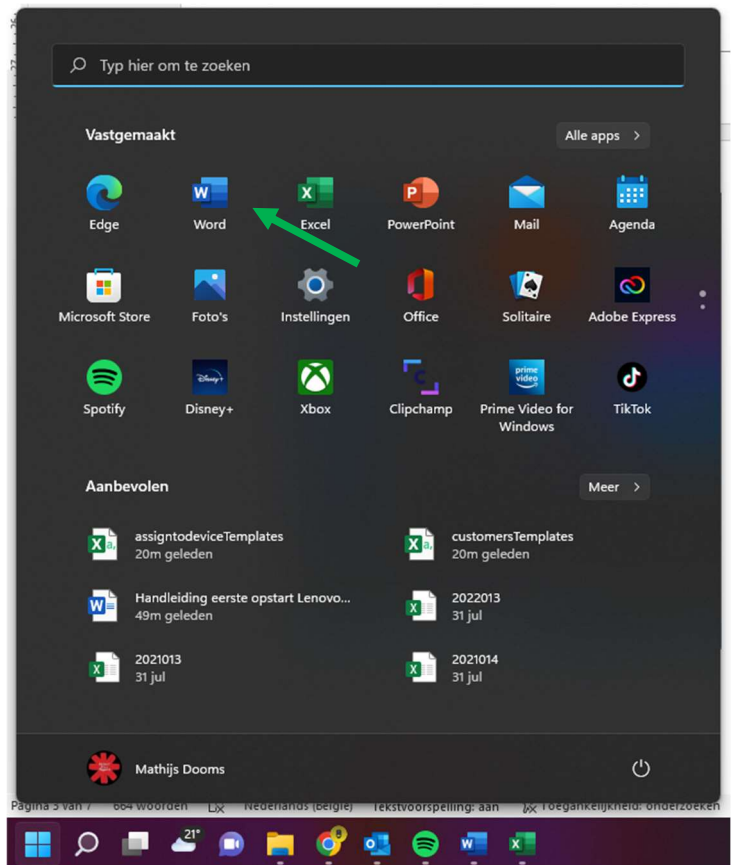 Typ hier om te zoeken
Vastgemaakt
Alle apps
Edge
Word
Excel
PowerPoint
Mail
Agenda
Microsoft Store
Foto's
Instellingen
Office
Solitaire
Adobe Express
Disney+
prime
video
Spotify
Disney+
Xbox
Clipchamp
Prime Video for
Windows
TikTok
Aanbevolen
Meer
assigntodeviceTemplates
20m geleden
customersTemplates
20m geleden
Handleiding eerste opstart Lenovo...
49m geleden
2022013
31 jul
2021013
31 jul
2021014
31 jul
Mathijs Dooms
Pagina 3 van 7 664 woorden Nederlands (België) Tekstvoorspelling: aan Toegankelijkheid: onderzoeken
21°